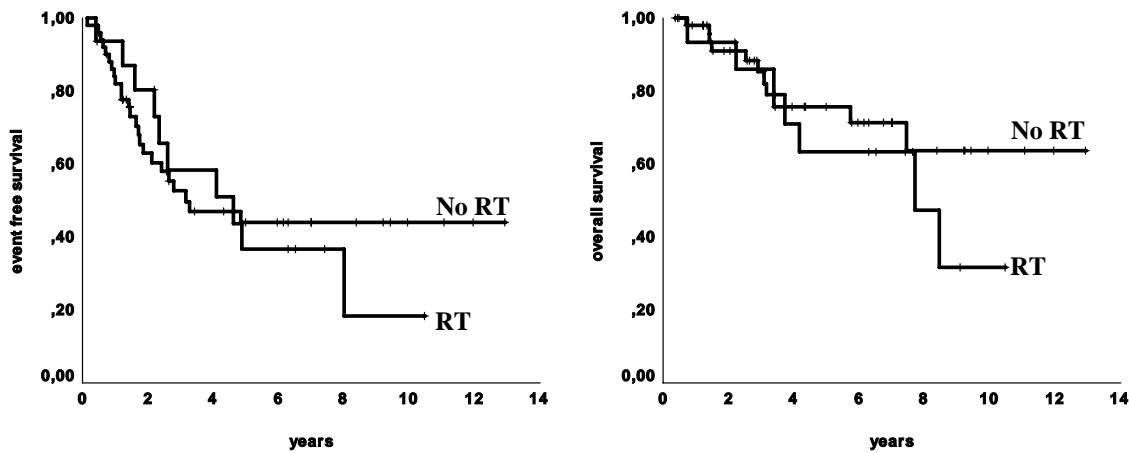 event free survival
1,00
,80
,60
,40
,20
0,00
No RT
RT
0 2 4 6 8 10 12 14
years
overall survival
1,00
,80
,60
,40
,20
0,00
No RT
RT
0 2 4 6 8 10 12 14
years